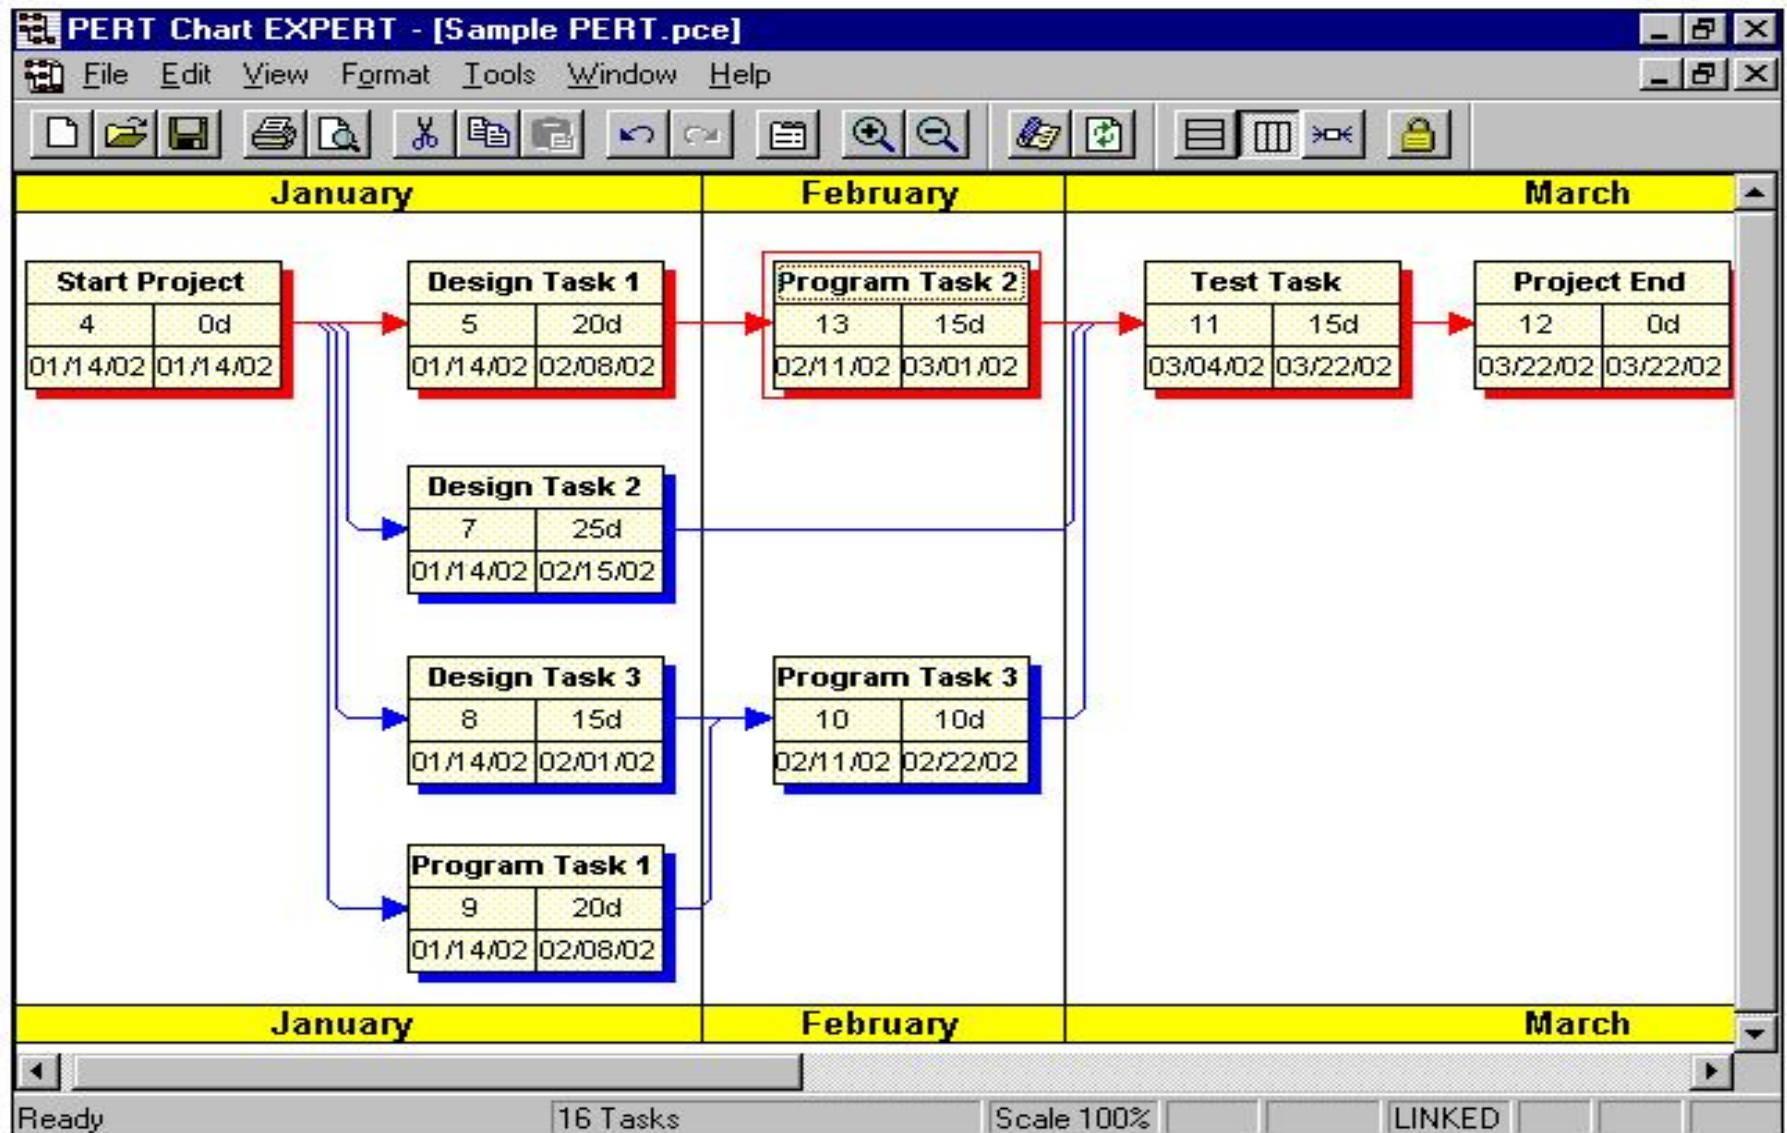 PERT Chart EXPERT - [Sample PERT.pce]
File Edit View Format Tools Window Help
January February March
Start Project
4 0d
01/14/02 01/14/02
Design Task 1
5 20d
01/14/02 02/08/02
Program Task 2
13 15d
02/11/02 03/01/02
Test Task
11 15d
03/04/02 03/22/02
Project End
12 0d
03/22/02 03/22/02
Design Task 2
7 25d
01/14/02 02/15/02
Design Task 3
8 15d
01/14/02 02/01/02
Program Task 3
10 10d
02/11/02 02/22/02
Program Task 1
9 20d
01/14/02 02/08/02
January February March
Ready 16 Tasks Scale 100% LINKED